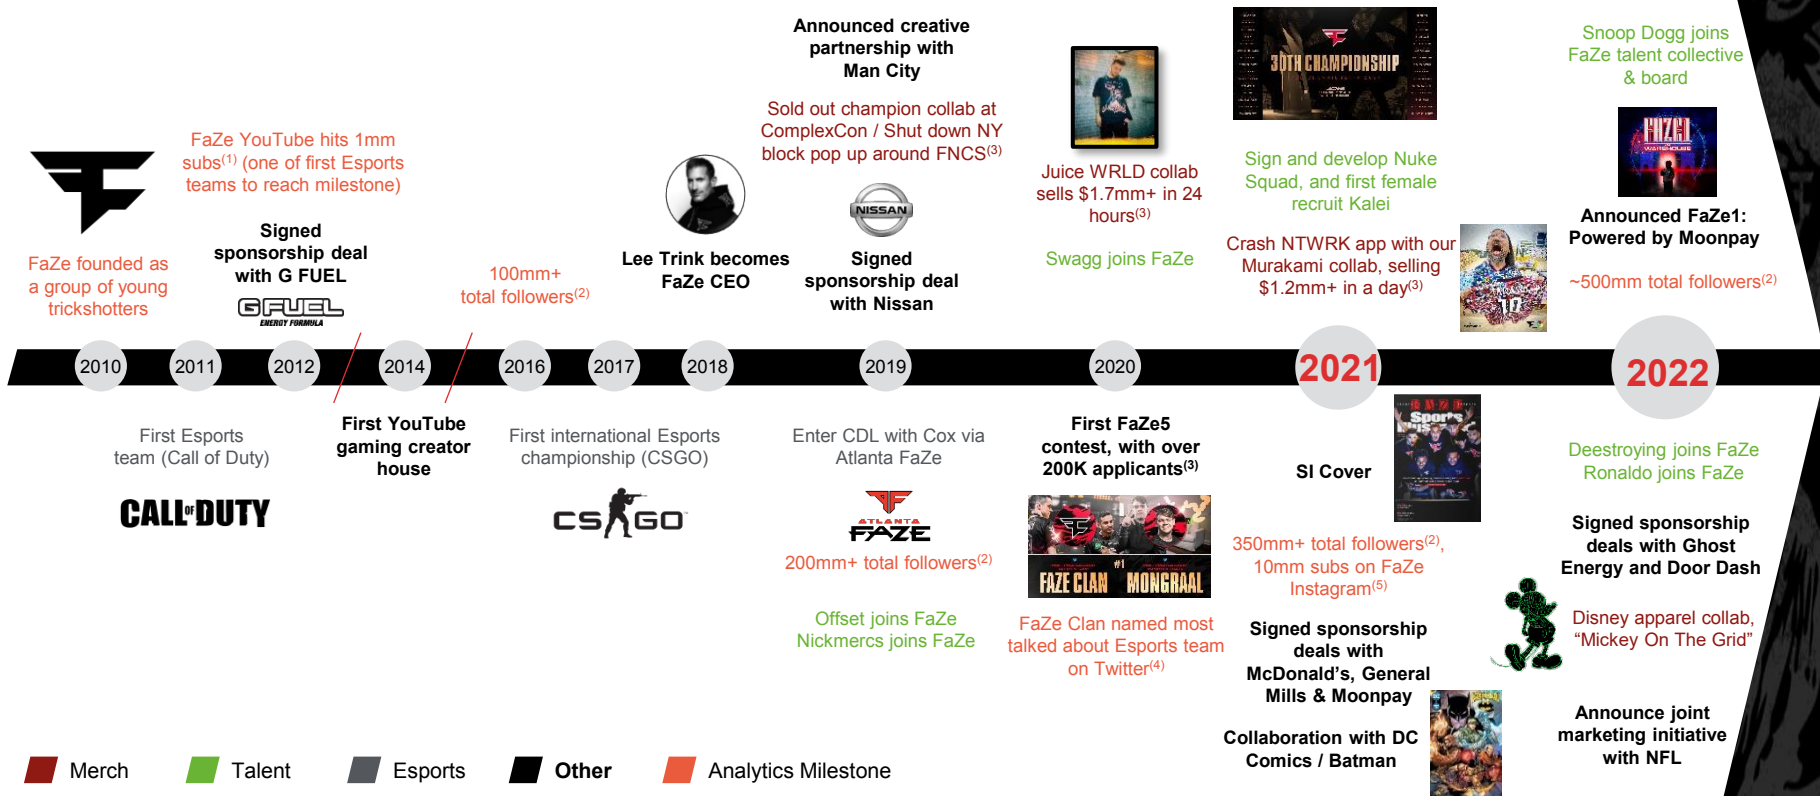 FaZe founded as
a group of young
trickshotters
FaZe YouTube hits 1mm
subs(1) (one of first Esports
teams to reach milestone)
Signed
sponsorship deal
with G FUEL
G FUEL
ENERGY FORMULA
100mm+
total followers(2)
Lee Trink becomes
FaZe CEO
Announced creative
partnership with
Man City
Sold out champion collab at
ComplexCon / Shut down NY
block pop up around FNCS(3)
NISSAN
Signed
sponsorship deal
with Nissan
Juice WRLD collab
sells $1.7mm+ in 24
hours(3)
Swagg joins FaZe
30TH CHAMPIONSHIP
Sign and develop Nuke
Squad, and first female
recruit Kalei
Crash NTWRK app with our
Murakami collab, selling
$1.2mm+ in a day(3)
Snoop Dogg joins
FaZe talent collective
& board
FAZE1
WAREHOUSE
Announced FaZe1:
Powered by Moonpay
~500mm total followers(2)
2010
2011
2012
2014
2016
2017
2018
2019
2020
2021
2022
First Esports
team (Call of Duty)
CALL OF DUTY
First YouTube
gaming creator
house
First international Esports
championship (CSGO)
CS GO
Enter CDL with Cox via
Atlanta FaZe
ATLANTA
FAZE
200mm+ total followers(2)
Offset joins FaZe
Nickmercs joins FaZe
First FaZe5
contest, with over
200K applicants(3)
#1
FAZE CLAN
MONGRAAL
FaZe Clan named most
talked about Esports team
on Twitter(4)
SI Cover
FAZE
Sports
350mm+ total followers(2),
10mm subs on FaZe
Instagram(5)
Signed sponsorship
deals with
McDonald's, General
Mills & Moonpay
Collaboration with DC
Comics / Batman
Deestroying joins FaZe
Ronaldo joins FaZe
Signed sponsorship
deals with Ghost
Energy and Door Dash
Disney apparel collab,
“Mickey On The Grid”
Announce joint
marketing initiative
with NFL
Merch
Talent
Esports
Other
Analytics Milestone